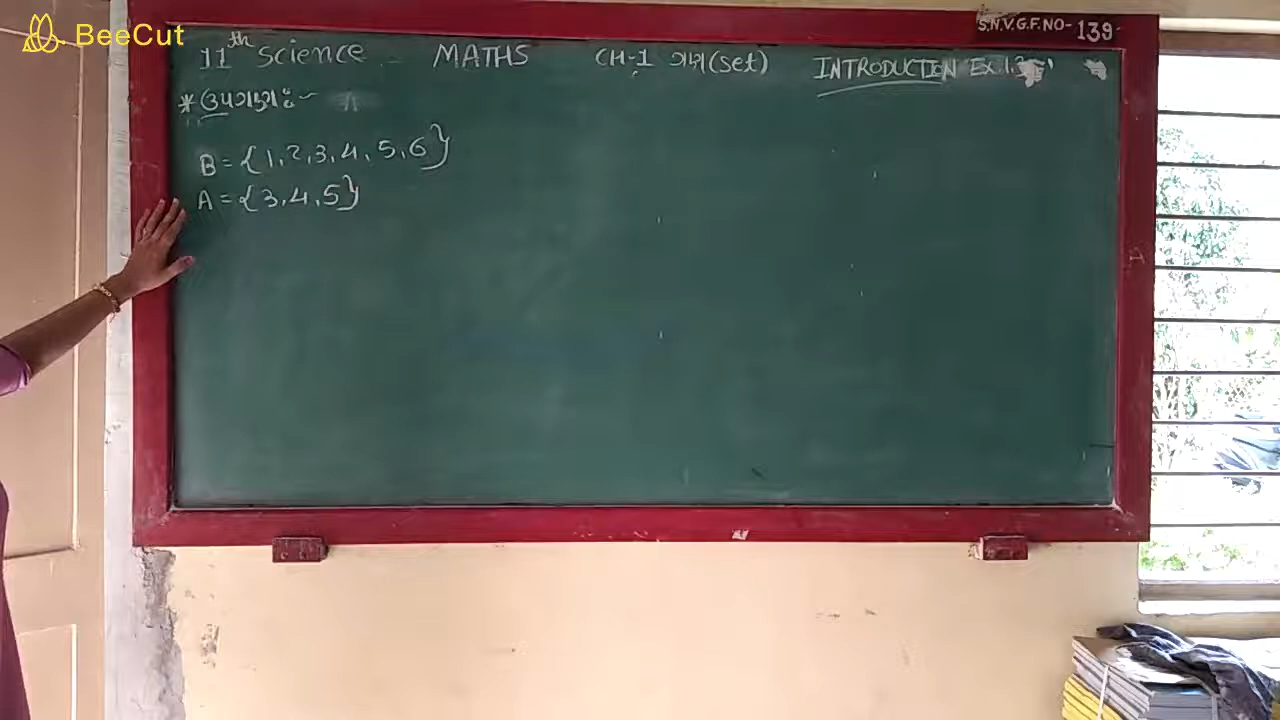 BeeCut
S.N.V.G.F.NO-139
11th Science MATHS CH-1 ગણ(set) INTRODUCTION Ex 1.3
* ઉપગણ :-
B = {1, 2, 3, 4, 5, 6}
A = {3, 4, 5}